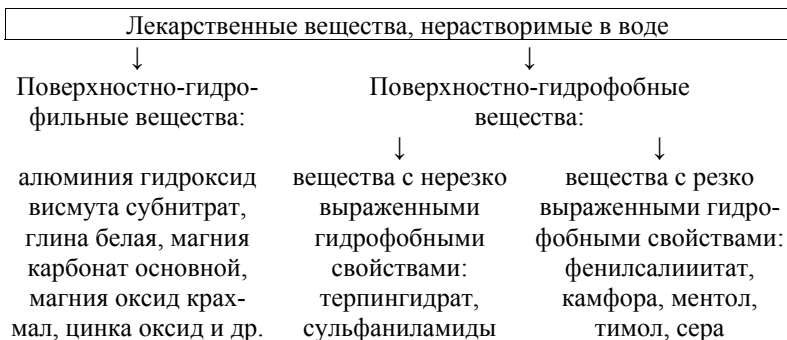 Лекарственные вещества, нерастворимые в воде
↓ ↓
Поверхностно-гидро-
фильные вещества:
Поверхностно-гидрофобные
вещества:
↓ ↓
алюминия гидроксид
висмута субнитрат,
глина белая, магния
карбонат основной,
магния оксид крах-
мал, цинка оксид и др.
вещества с нерезко
выраженными
гидрофобными
свойствами:
терпингидрат,
сульфаниламиды
вещества с резко
выраженными гидро-
фобными свойствами:
фенилсалииитат,
камфора, ментол,
тимол, сера